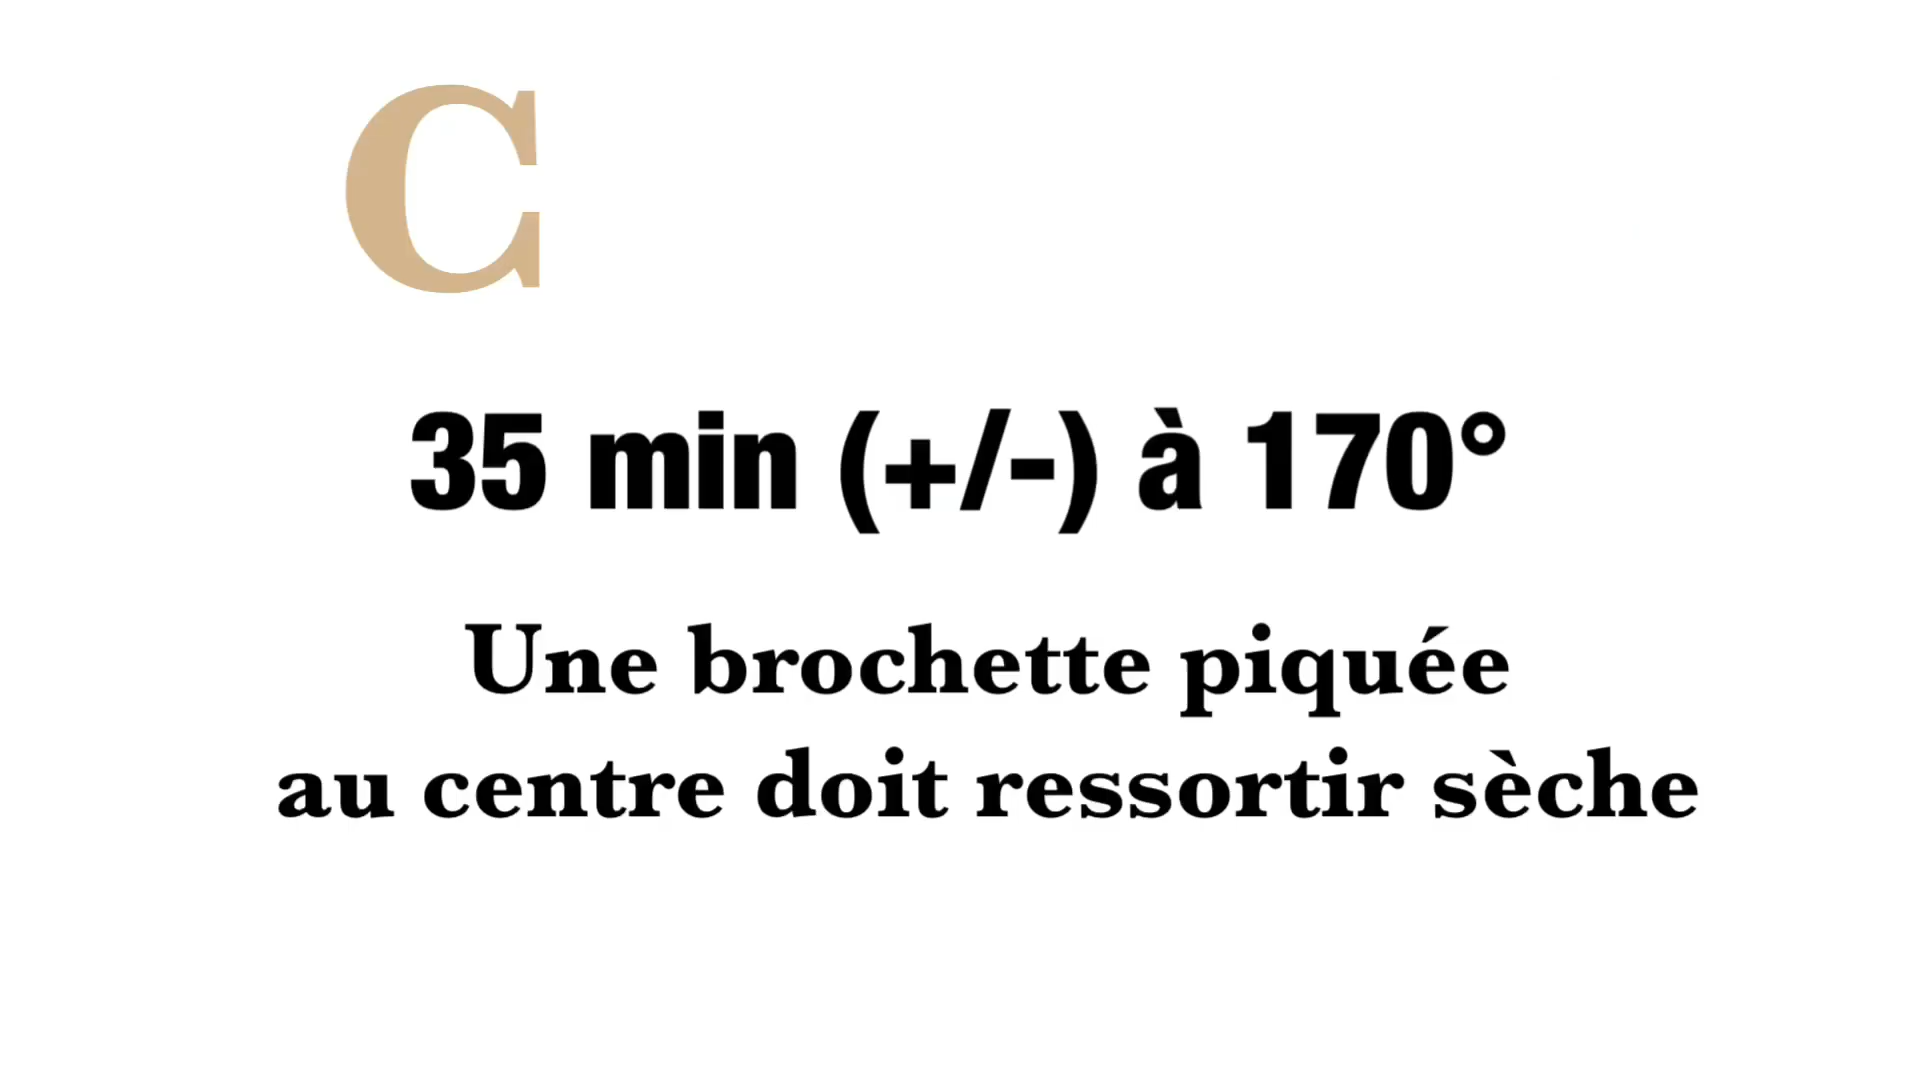 C
35 min (+/-) à 170°
Une brochette piquée
au centre doit ressortir sèche